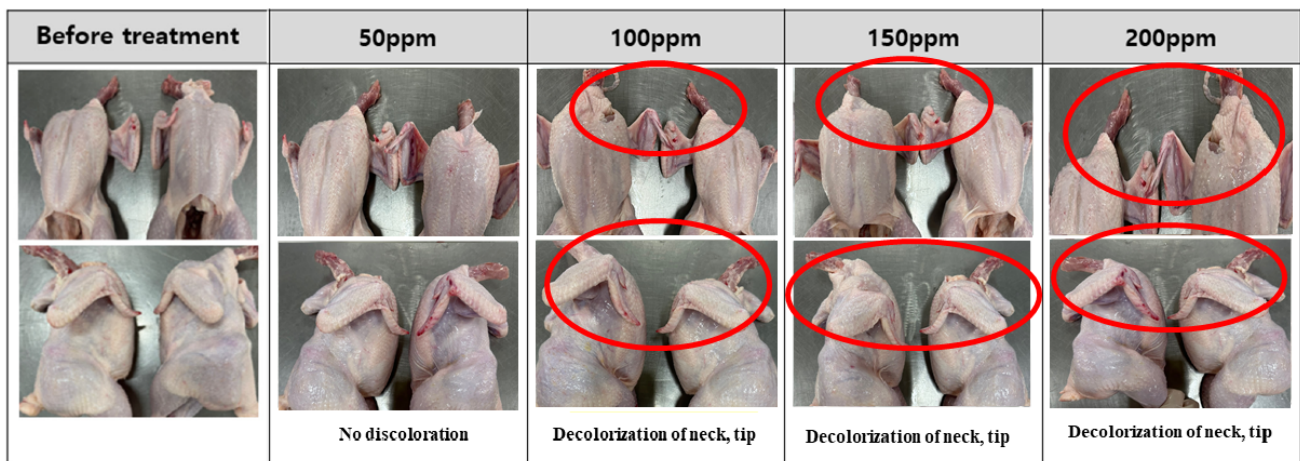 Before treatment
50ppm
100ppm
150ppm
200ppm
No discoloration
Decolorization of neck, tip
Decolorization of neck, tip
Decolorization of neck, tip